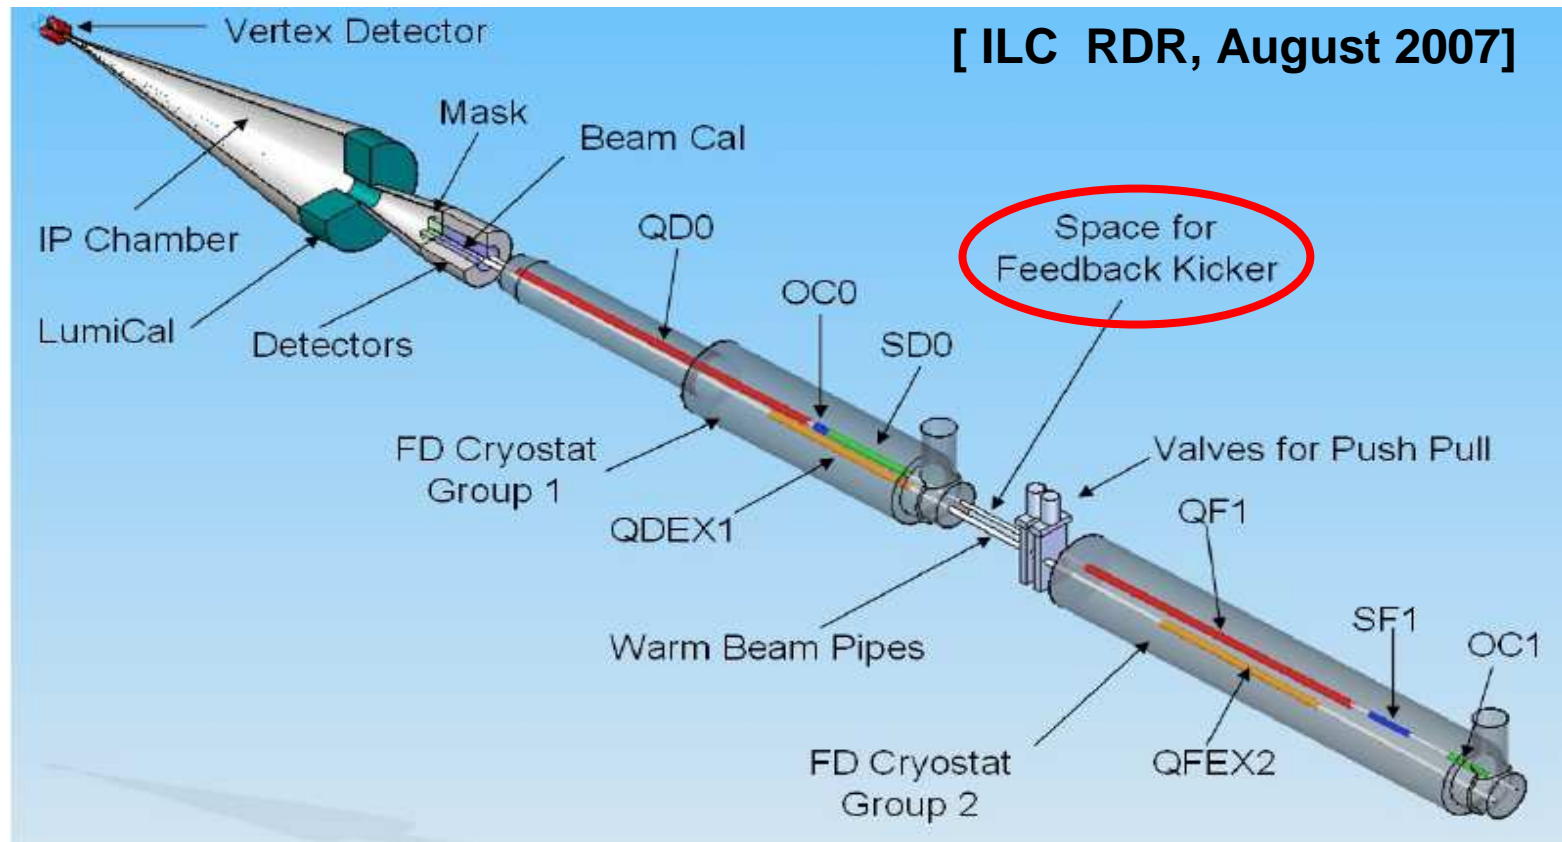 Vertex Detector
[ ILC RDR, August 2007]
Mask
Beam Cal
IP Chamber
QD0
Space for
Feedback Kicker
OC0
LumiCal
Detectors
SD0
FD Cryostat
Group 1
Valves for Push Pull
QDEX1
QF1
Warm Beam Pipes
SF1
OC1
FD Cryostat
Group 2
QFEX2